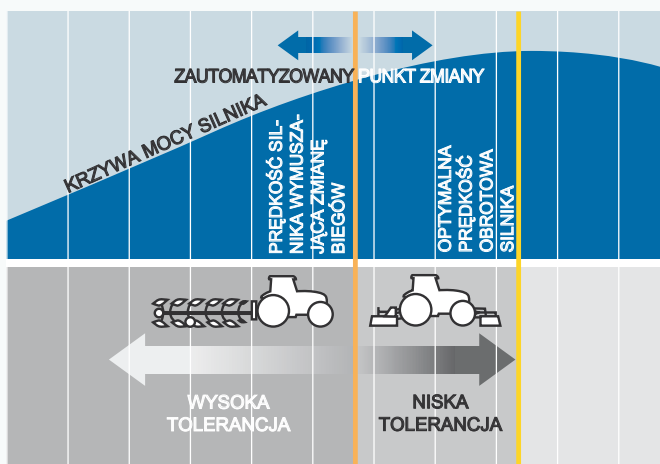 ZAUTOMATYZOWANY PUNKT ZMIANY
KRZYWA MOCY SILNIKA
PRĘDKOŚĆ SIL-
NIKA WYMUSZA-
JĄCA ZMIANĘ
BIEGÓW
OPTYMALNA
PRĘDKOŚĆ
OBROTOWA
SILNIKA
WYSOKA
TOLERANCJA
NISKA
TOLERANCJA